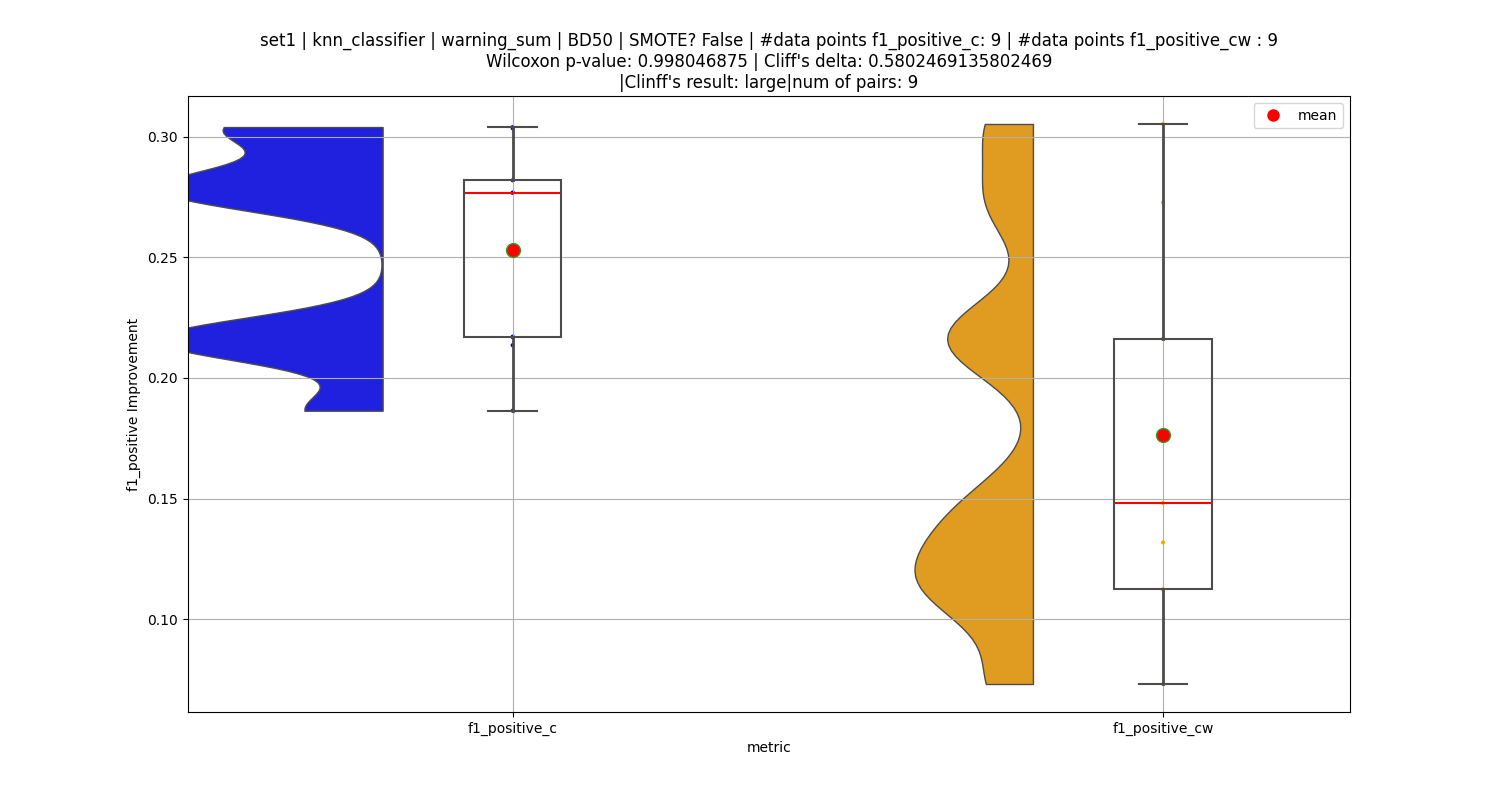 set1 | knn_classifier | warning_sum | BD50 | SMOTE? False | #data points f1_positive_c: 9 | #data points f1_positive_cw : 9
Wilcoxon p-value: 0.998046875 | Cliff's delta: 0.5802469135802469
|Clinff's result: large|num of pairs: 9
mean
0.30
0.25
0.20
0.15
0.10
f1_positive Improvement
f1_positive_c
f1_positive_cw
metric